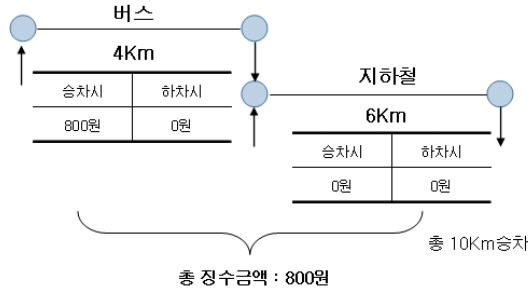 버스
4Km
승차시 하차시
800원 0원
지하철
6Km
승차시 하차시
0원 0원
총 10Km승차
총 징수금액 : 800원